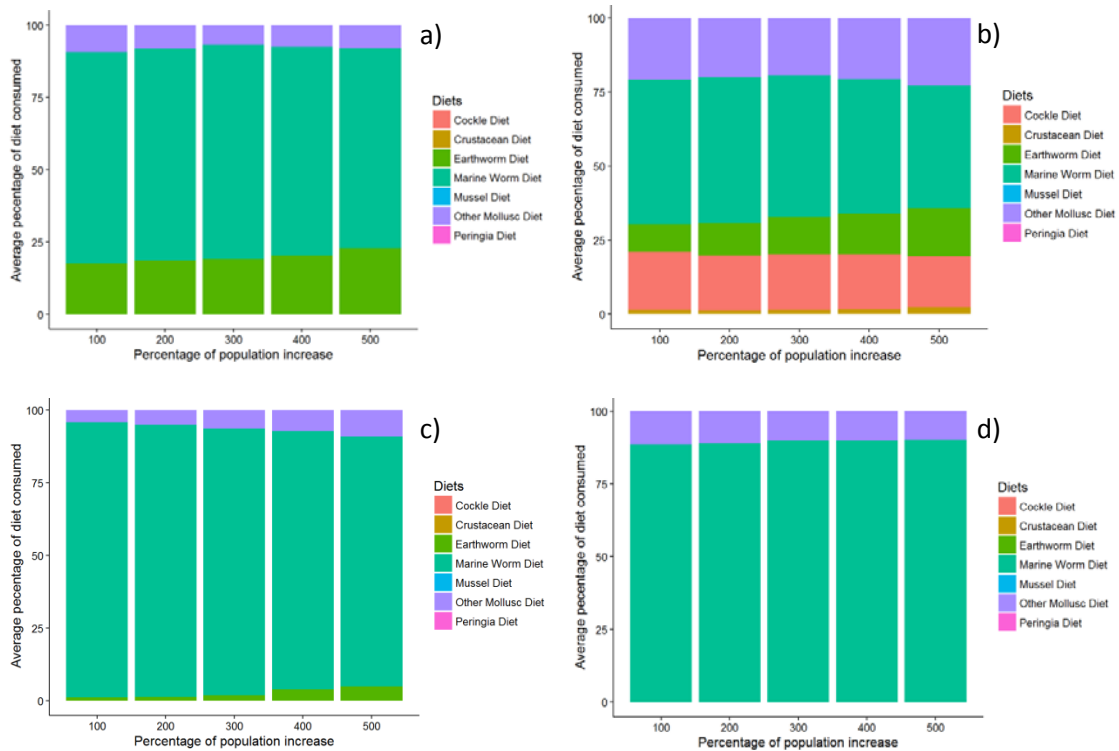 a)
100
75
50
25
0
Average pecentage of diet consumed
100 200 300 400 500
Percentage of population increase
Diets
Cockle Diet
Crustacean Diet
Earthworm Diet
Marine Worm Diet
Mussel Diet
Other Mollusc Diet
Peringia Diet
b)
100
75
50
25
0
Average pecentage of diet consumed
100 200 300 400 500
Percentage of population increase
Diets
Cockle Diet
Crustacean Diet
Earthworm Diet
Marine Worm Diet
Mussel Diet
Other Mollusc Diet
Peringia Diet
c)
100
75
50
25
0
Average pecentage of diet consumed
100 200 300 400 500
Percentage of population increase
Diets
Cockle Diet
Crustacean Diet
Earthworm Diet
Marine Worm Diet
Mussel Diet
Other Mollusc Diet
Peringia Diet
d)
100
75
50
25
0
Average pecentage of diet consumed
100 200 300 400 500
Percentage of population increase
Diets
Cockle Diet
Crustacean Diet
Earthworm Diet
Marine Worm Diet
Mussel Diet
Other Mollusc Diet
Peringia Diet